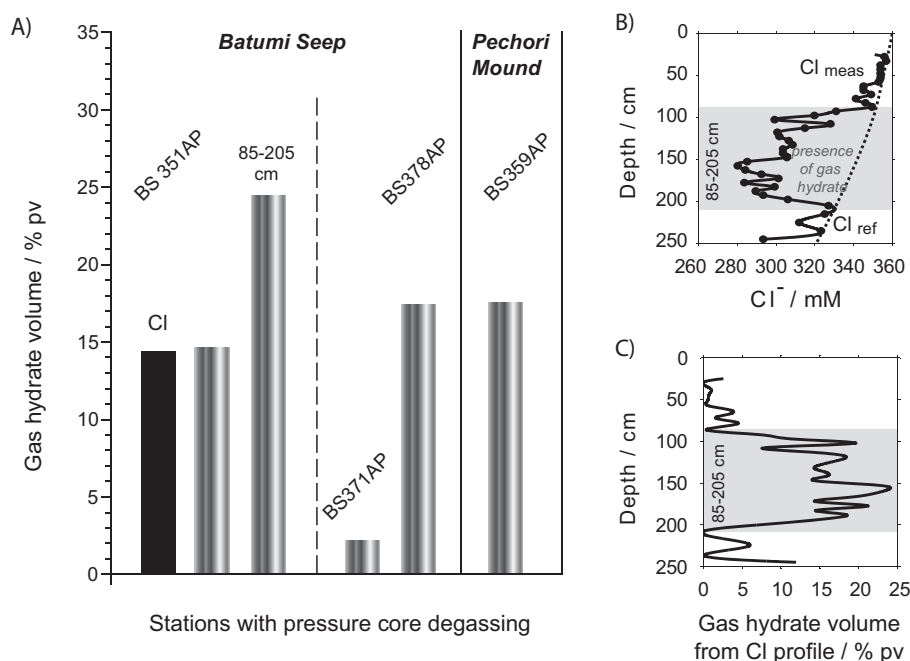 A)
Gas hydrate volume / % pv
35
30
25
20
15
10
5
0
Batumi Seep
Pechori
Mound
BS 351AP
85-205
cm
BS378AP
BS359AP
Cl
BS371AP
Stations with pressure core degassing
B)
Depth / cm
0
50
100
150
200
250
85-205 cm
Cl meas
presence
of gas
hydrate
Cl ref
260 280 300 320 340 360
Cl⁻ / mM
C)
Depth / cm
0
50
100
150
200
250
85-205 cm
0 5 10 15 20 25
Gas hydrate volume
from Cl profile / % pv